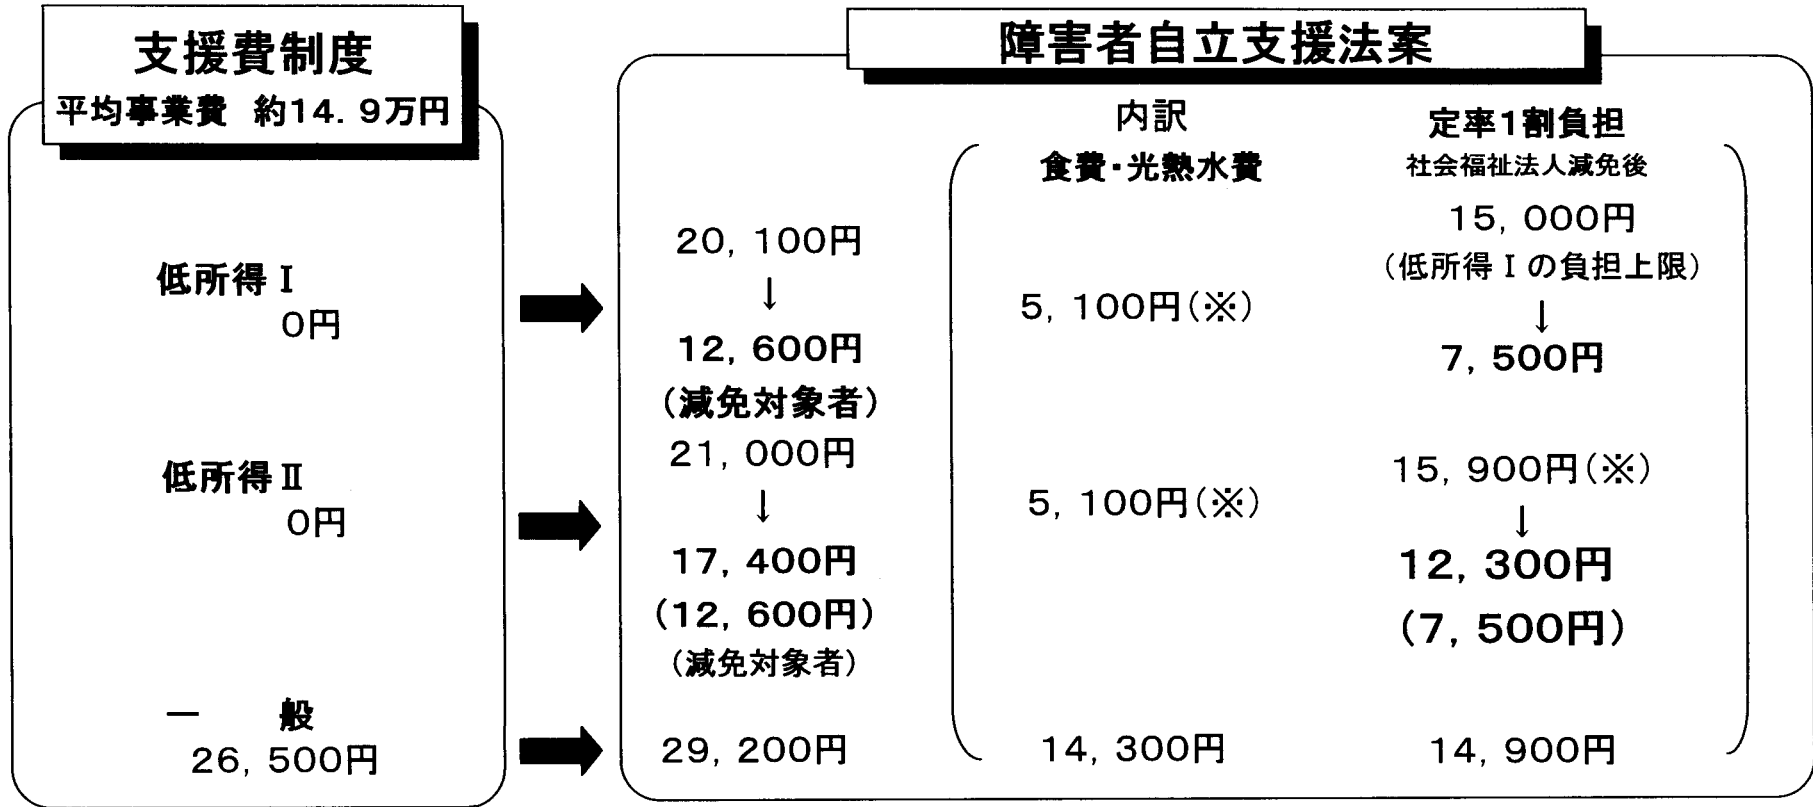 支援費制度
平均事業費 約14.9万円
低所得Ⅰ
0円
低所得Ⅱ
0円
一 般
26,500円
障害者自立支援法案
内訳
食費・光熱水費
定率1割負担
社会福祉法人減免後
20,100円
↓
12,600円
(減免対象者)
5,100円(※)
15,000円
(低所得Ⅰの負担上限)
↓
7,500円
21,000円
↓
17,400円
(12,600円)
(減免対象者)
5,100円(※)
15,900円(※)
↓
12,300円
(7,500円)
29,200円
14,300円
14,900円